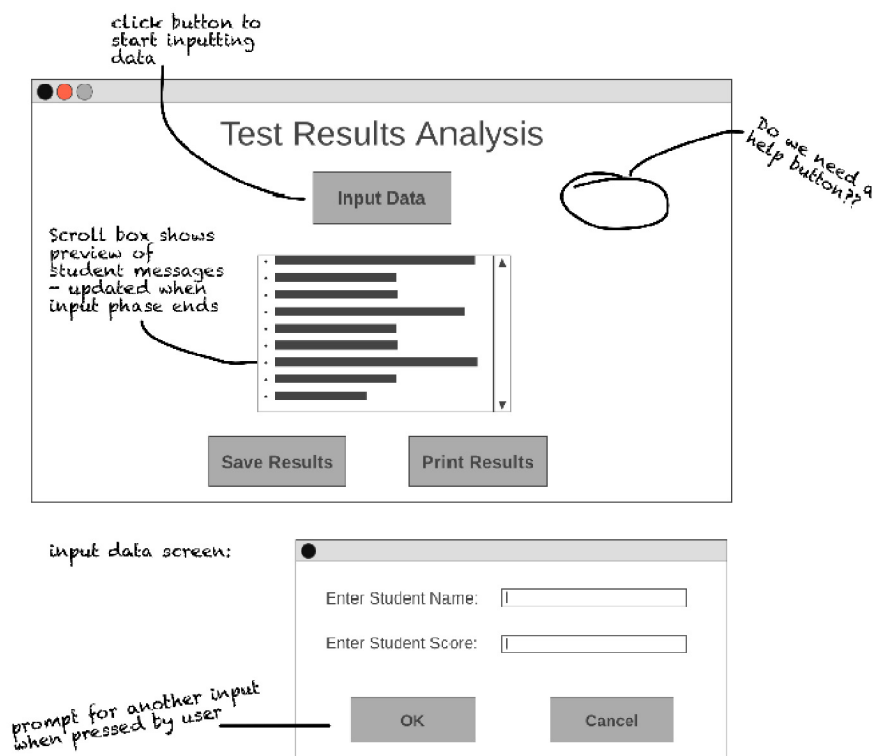 click button to
start inputting
data
Test Results Analysis
Do we need a
help button??
Input Data
Scroll box shows
preview of
student messages
- updated when
input phase ends
Save Results
Print Results
input data screen:
Enter Student Name:
Enter Student Score:
prompt for another input
when pressed by user
OK
Cancel